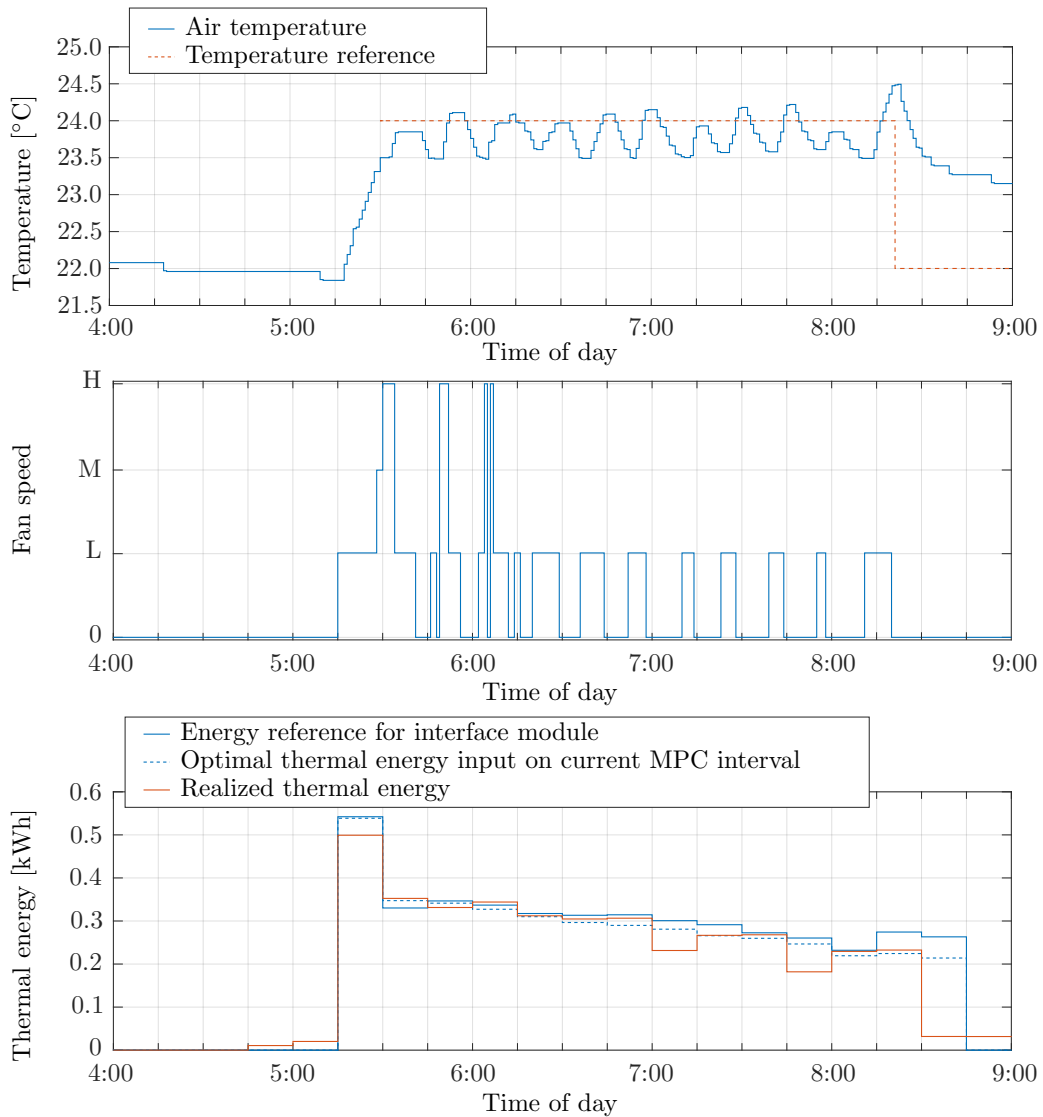 Air temperature
Temperature reference
Temperature [°C]
25.0
24.5
24.0
23.5
23.0
22.5
22.0
21.5
4:00 5:00 6:00 7:00 8:00 9:00
Time of day
Fan speed
H
M
L
0
4:00 5:00 6:00 7:00 8:00 9:00
Time of day
Energy reference for interface module
Optimal thermal energy input on current MPC interval
Realized thermal energy
Thermal energy [kWh]
0.6
0.5
0.4
0.3
0.2
0.1
0
4:00 5:00 6:00 7:00 8:00 9:00
Time of day